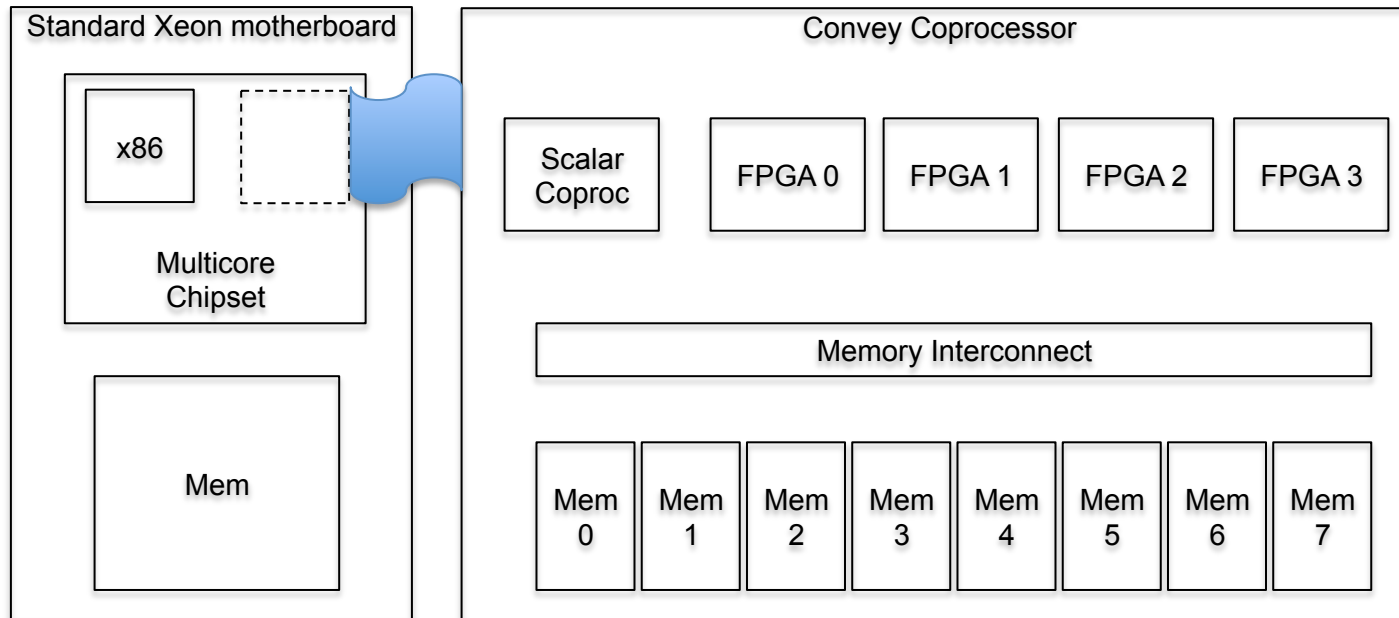 Standard Xeon motherboard
Convey Coprocessor
x86
Multicore
Chipset
Mem
Scalar
Coproc
FPGA 0
FPGA 1
FPGA 2
FPGA 3
Memory Interconnect
Mem
0
Mem
1
Mem
2
Mem
3
Mem
4
Mem
5
Mem
6
Mem
7